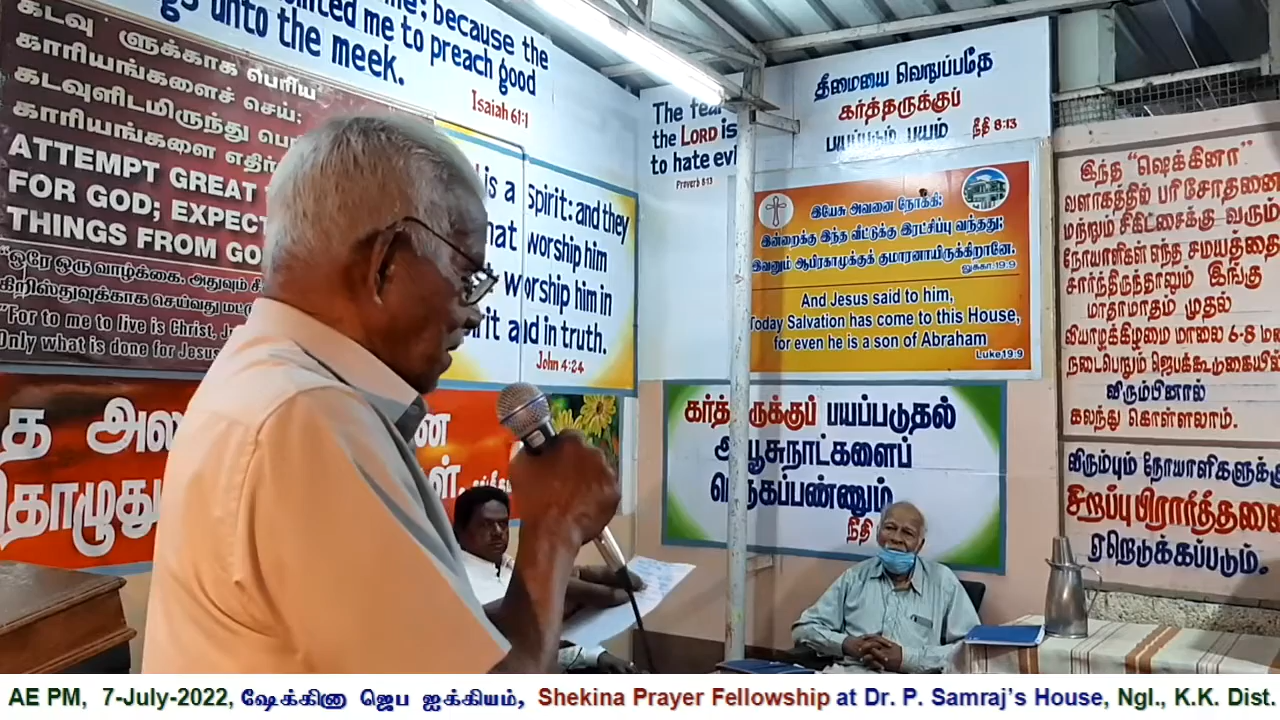 me; because the
me to preach good
unto the meek.
Isaiah 61:1
கடவுளுக்காக பெரிய
காரியங்களைச் செய்;
கடவுளிடமிருந்து
காரியங்களை
ATTEMPT GREAT
FOR GOD; EXPECT
THINGS FROM
"ஒரே ஒரு வாழ்க்கை, அதுவும்
கிறிஸ்துவுக்காக செய்வது
"For to me to live is Christ,
Only what is done for Jesus
is a Spirit: and they
worship him
worship him in
and in truth.
John 4:24
The fear
the LORD is
to hate
Proverb 8:13
தீமையை வெறுப்பதே
கர்த்தருக்குப்
பயப்படும் பயம் நீதி 8:13
இயேசு அவனை நோக்கி:
இன்றைக்கு இந்த வீட்டுக்கு இரட்சிப்பு வந்தது;
இவனும் ஆபிரகாமுக்குக் குமாரனாயிருக்கிறானே.
லூக்கா.19:9
And Jesus said to him,
Today Salvation has come to this House,
for even he is a son of Abraham
Luke19:9
கர்த்தருக்குப் பயப்படுதல்
ஆயுசுநாட்களைப்
பெருகப்பண்ணும்
நீதி
இந்த "ஷெக்கினா"
வளாகத்தில் பரிசோதனை
மற்றும் சிகிட்சைக்கு வரும்
நோயாளிகள் எந்த சமயத்தை
சார்ந்திருந்தாலும் இங்கு
மாதாமாதம் முதல்
வியாழக்கிழமை மாலை 6-8
நடைபெறும் ஜெபக்கூடுகையில்
விரும்பினால்
கலந்து கொள்ளலாம்.
விரும்பும் நோயாளிகளுக்கு
சிறப்பு பிரார்த்தனை
ஏறெடுக்கப்படும்.
AE PM, 7-July-2022, ஷேக்கினா ஜெப ஐக்கியம், Shekina Prayer Fellowship at Dr. P. Samraj's House, Ngl., K.K. Dist.